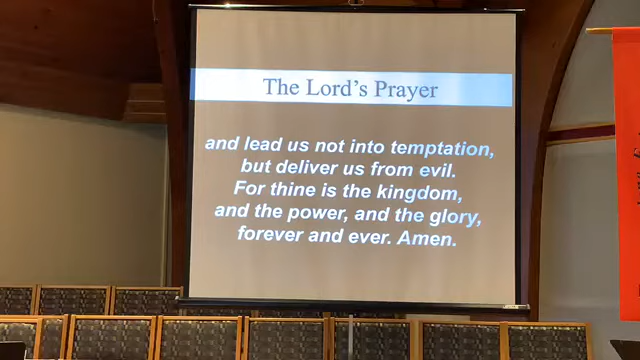 The Lord's Prayer
and lead us not into temptation,
but deliver us from evil.
For thine is the kingdom,
and the power, and the glory,
forever and ever. Amen.